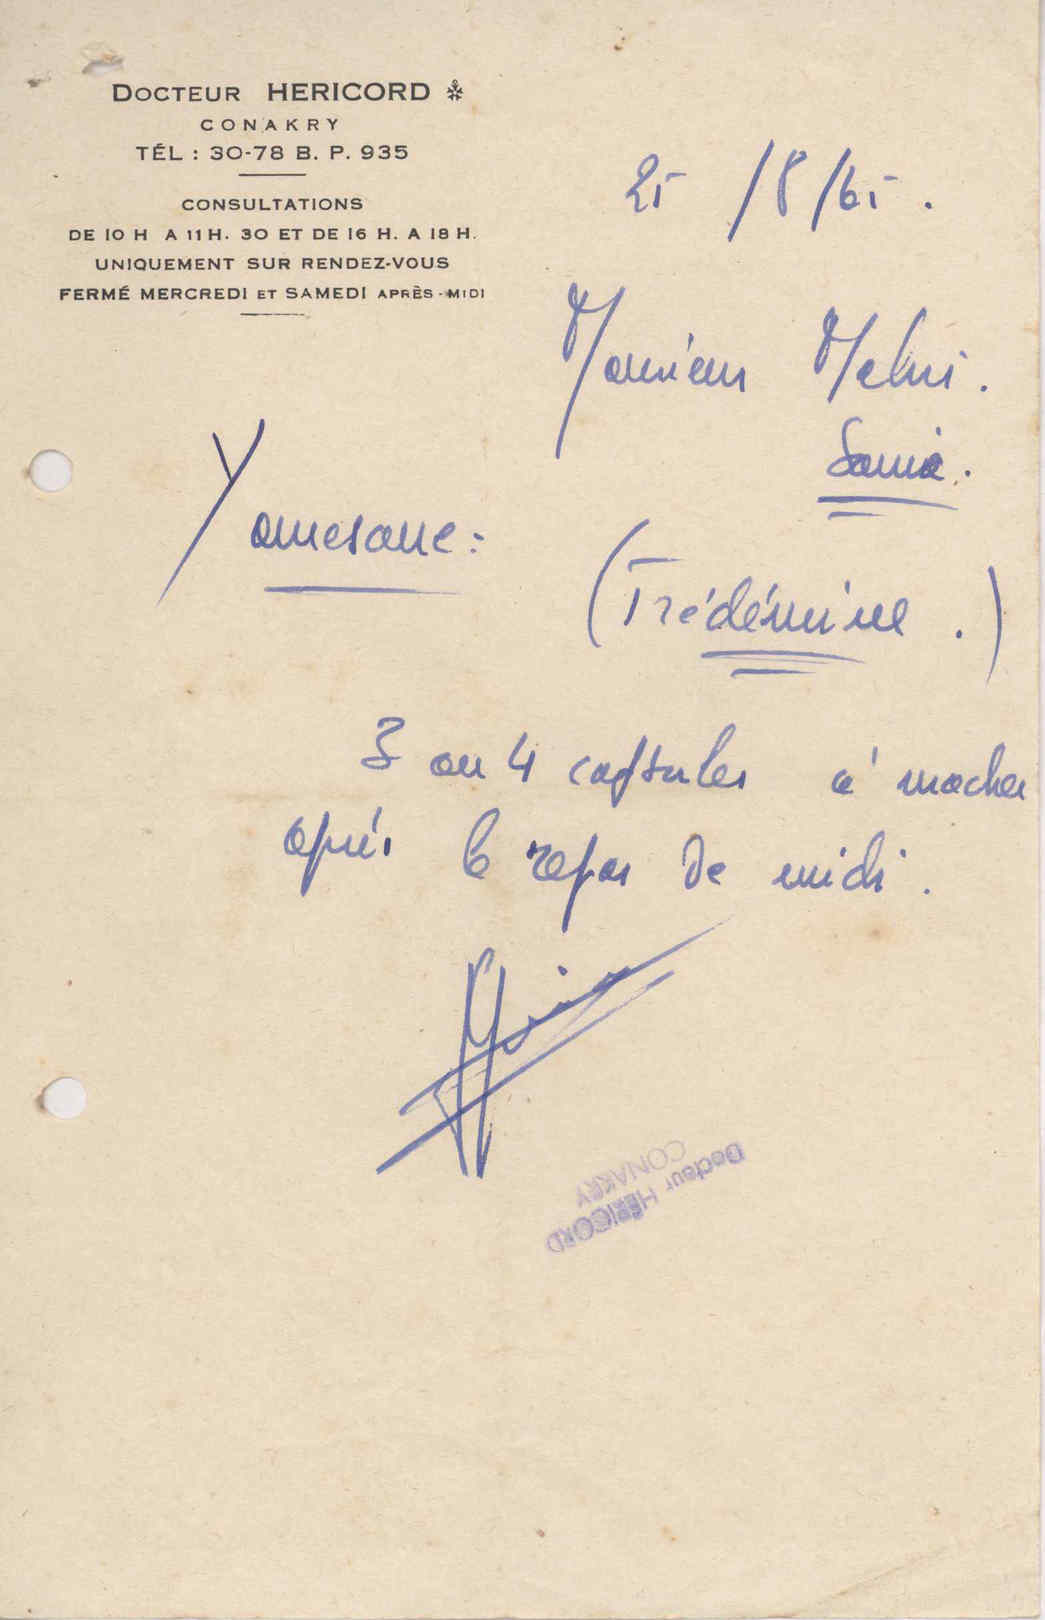 DOCTEUR HERICORD
CONAKRY
TÉL : 30-78 B. P. 935
CONSULTATIONS
DE 10 H A 11 H. 30 ET DE 16 H. A 18 H.
UNIQUEMENT SUR RENDEZ-VOUS
FERMÉ MERCREDI ET SAMEDI APRÈS-MIDI
25 /8/65.
Monsieur
Yomesane:
(Trédémine.)
3 ou 4 capsules à macher
après le repas de midi.
Docteur HÉRICORD
CONAKRY